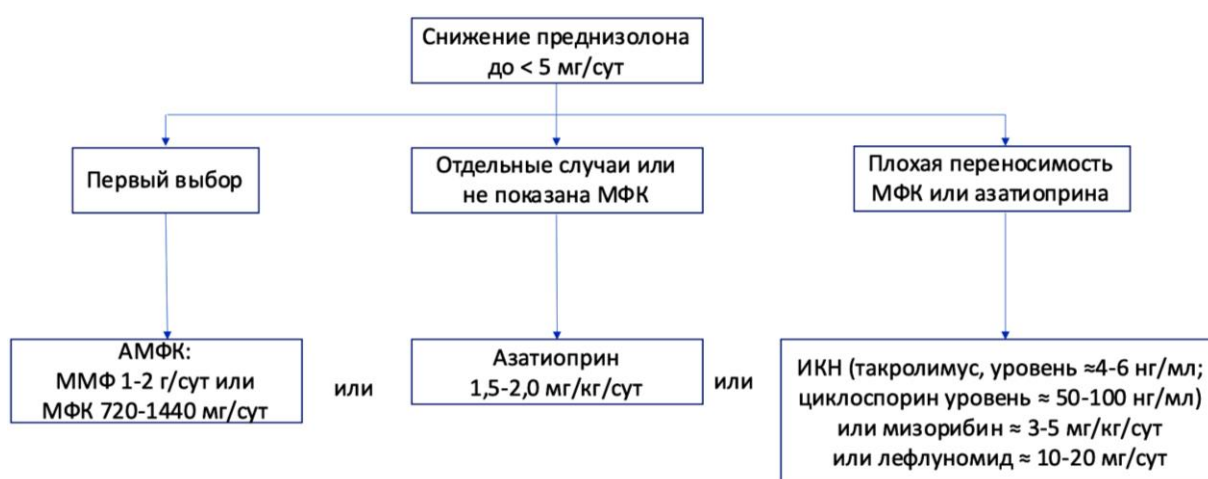 Снижение преднизолона
до < 5 мг/сут
Первый выбор
Отдельные случаи или
не показана МФК
Плохая переносимость
МФК или азатиоприна
АМФК:
ММФ 1-2 г/сут или
МФК 720-1440 мг/сут
или
Азатиоприн
1,5-2,0 мг/кг/сут
или
ИКН (такролимус, уровень ≈4-6 нг/мл;
циклоспорин уровень ≈ 50-100 нг/мл)
или мизорибин ≈ 3-5 мг/кг/сут
или лефлуномид ≈ 10-20 мг/сут